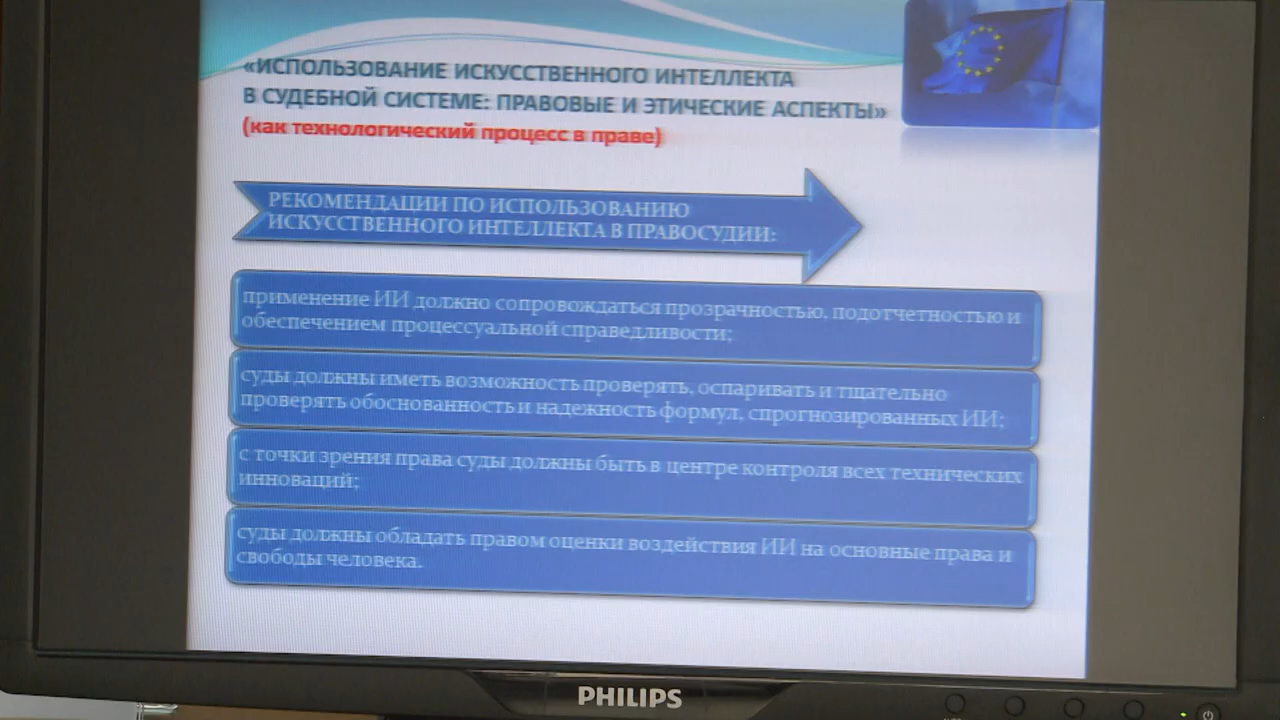 «ИСПОЛЬЗОВАНИЕ ИСКУССТВЕННОГО ИНТЕЛЛЕКТА
В СУДЕБНОЙ СИСТЕМЕ: ПРАВОВЫЕ И ЭТИЧЕСКИЕ АСПЕКТЫ»
(как технологический процесс в праве)
РЕКОМЕНДАЦИИ ПО ИСПОЛЬЗОВАНИЮ
ИСКУССТВЕННОГО ИНТЕЛЛЕКТА В ПРАВОСУДИИ:
применение ИИ должно сопровождаться прозрачностью, подотчетностью и
обеспечением процессуальной справедливости;
суды должны иметь возможность проверять, оспаривать и тщательно
проверять обоснованность и надежность формул, спрогнозированных ИИ;
с точки зрения права суды должны быть в центре контроля всех технических
инноваций;
суды должны обладать правом оценки воздействия ИИ на основные права и
свободы человека.
PHILIPS